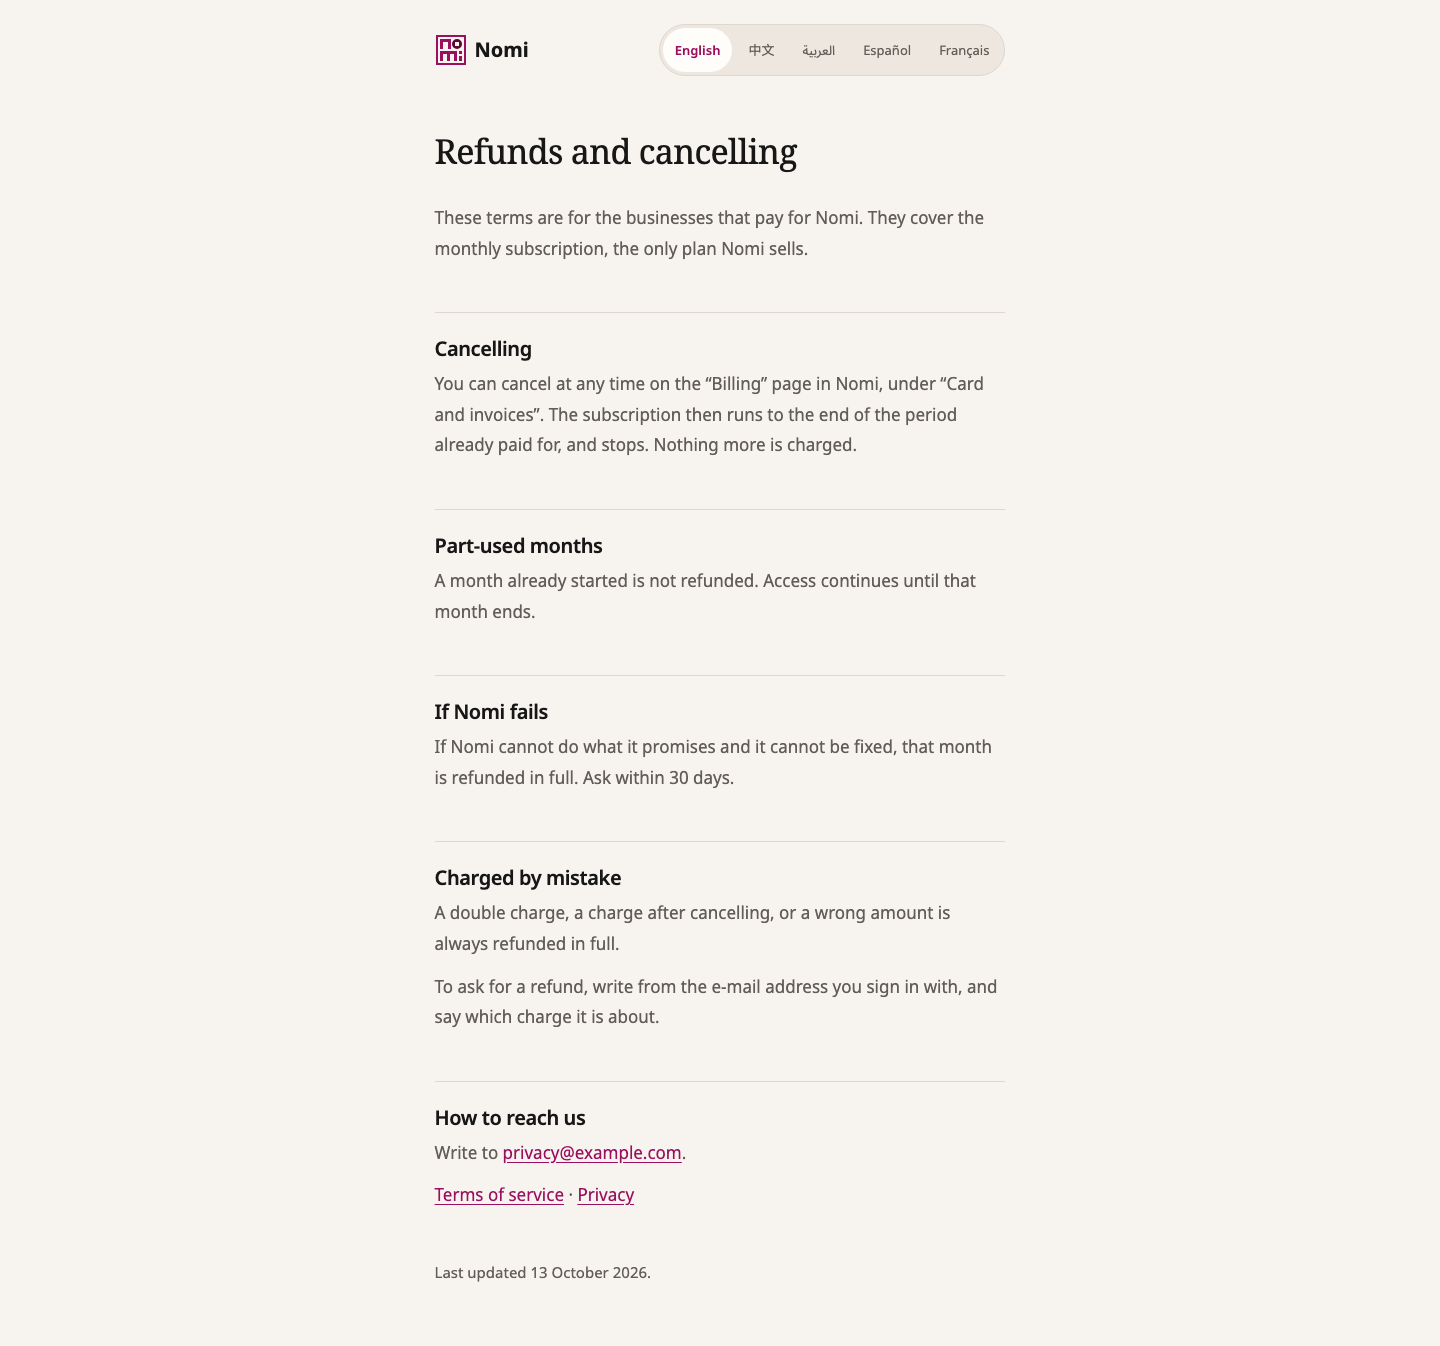 Nomi
English 中文 العربية Español Français
Refunds and cancelling
These terms are for the businesses that pay for Nomi. They cover the
monthly subscription, the only plan Nomi sells.
Cancelling
You can cancel at any time on the “Billing” page in Nomi, under “Card
and invoices”. The subscription then runs to the end of the period
already paid for, and stops. Nothing more is charged.
Part-used months
A month already started is not refunded. Access continues until that
month ends.
If Nomi fails
If Nomi cannot do what it promises and it cannot be fixed, that month
is refunded in full. Ask within 30 days.
Charged by mistake
A double charge, a charge after cancelling, or a wrong amount is
always refunded in full.
To ask for a refund, write from the e-mail address you sign in with, and
say which charge it is about.
How to reach us
Write to privacy@example.com.
Terms of service · Privacy
Last updated 13 October 2026.